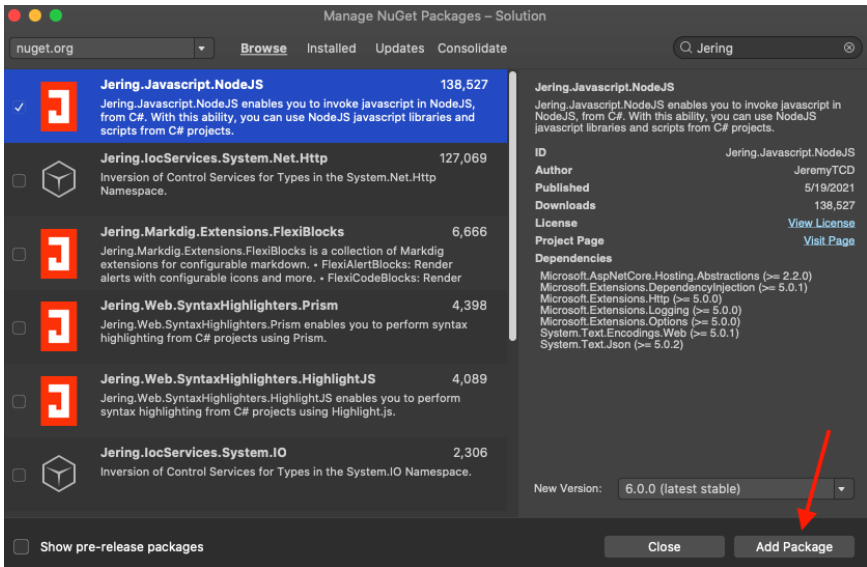 Manage NuGet Packages – Solution
nuget.org
Browse
Installed
Updates
Consolidate
Jering
Jering.Javascript.NodeJS 138,527
Jering.Javascript.NodeJS enables you to invoke javascript in NodeJS,
from C#. With this ability, you can use NodeJS javascript libraries and
scripts from C# projects.
Jering.IocServices.System.Net.Http 127,069
Inversion of Control Services for Types in the System.Net.Http
Namespace.
Jering.Markdig.Extensions.FlexiBlocks 6,666
Jering.Markdig.Extensions.FlexiBlocks is a collection of Markdig
extensions for configurable markdown. • FlexiAlertBlocks: Render
alerts with configurable icons and more. • FlexiCodeBlocks: Render
Jering.Web.SyntaxHighlighters.Prism 4,398
Jering.Web.SyntaxHighlighters.Prism enables you to perform syntax
highlighting from C# projects using Prism.
Jering.Web.SyntaxHighlighters.HighlightJS 4,089
Jering.Web.SyntaxHighlighters.HighlightJS enables you to perform
syntax highlighting from C# projects using Highlight.js.
Jering.IocServices.System.IO 2,306
Inversion of Control Services for Types in the System.IO Namespace.
Jering.Javascript.NodeJS
Jering.Javascript.NodeJS enables you to invoke javascript in
NodeJS, from C#. With this ability, you can use NodeJS
javascript libraries and scripts from C# projects.
ID Jering.Javascript.NodeJS
Author JeremyTCD
Published 5/19/2021
Downloads 138,527
License View License
Project Page Visit Page
Dependencies
Microsoft.AspNetCore.Hosting.Abstractions (>= 2.2.0)
Microsoft.Extensions.DependencyInjection (>= 5.0.1)
Microsoft.Extensions.Http (>= 5.0.0)
Microsoft.Extensions.Logging (>= 5.0.0)
Microsoft.Extensions.Options (>= 5.0.0)
System.Text.Encodings.Web (>= 5.0.1)
System.Text.Json (>= 5.0.2)
New Version: 6.0.0 (latest stable)
Show pre-release packages
Close
Add Package